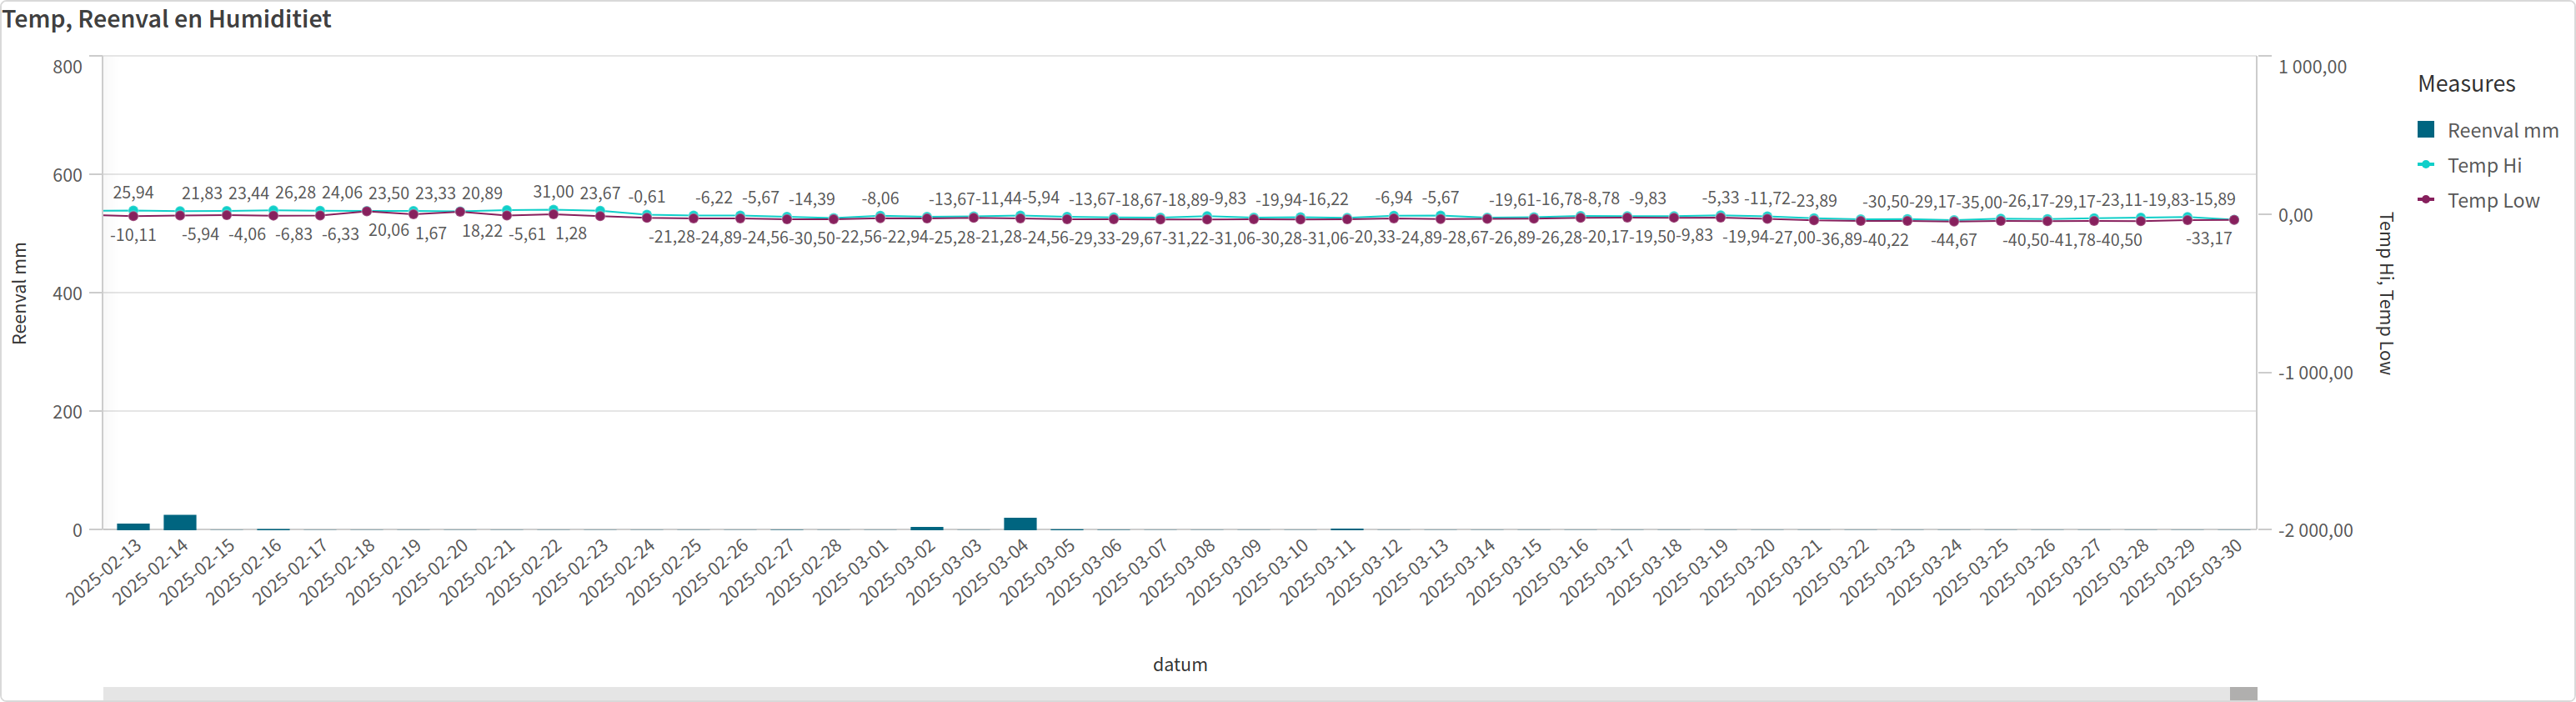 Temp, Reenval en Humiditiet
800
600
400
200
0
Reenval mm
1 000,00
0,00
-1 000,00
-2 000,00
Temp Hi, Temp Low
Measures
Reenval mm
Temp Hi
Temp Low
25,94 21,83 23,44 26,28 24,06 23,50 23,33 20,89 31,00 23,67 -0,61 -6,22 -5,67 -14,39 -8,06 -13,67 -11,44 -5,94 -13,67 -18,67 -18,89 -9,83 -19,94 -16,22 -6,94 -5,67 -19,61 -16,78 -8,78 -9,83 -5,33 -11,72 -23,89 -30,50 -29,17 -35,00 -26,17 -29,17 -23,11 -19,83 -15,89
-10,11 -5,94 -4,06 -6,83 -6,33 20,06 1,67 18,22 -5,61 1,28 -21,28 -24,89 -24,56 -30,50 -22,56 -22,94 -25,28 -21,28 -24,56 -29,33 -29,67 -31,22 -31,06 -30,28 -31,06 -20,33 -24,89 -28,67 -26,89 -26,28 -20,17 -19,50 -9,83 -19,94 -27,00 -36,89 -40,22 -44,67 -40,50 -41,78 -40,50 -33,17
2025-02-13 2025-02-14 2025-02-15 2025-02-16 2025-02-17 2025-02-18 2025-02-19 2025-02-20 2025-02-21 2025-02-22 2025-02-23 2025-02-24 2025-02-25 2025-02-26 2025-02-27 2025-02-28 2025-03-01 2025-03-02 2025-03-03 2025-03-04 2025-03-05 2025-03-06 2025-03-07 2025-03-08 2025-03-09 2025-03-10 2025-03-11 2025-03-12 2025-03-13 2025-03-14 2025-03-15 2025-03-16 2025-03-17 2025-03-18 2025-03-19 2025-03-20 2025-03-21 2025-03-22 2025-03-23 2025-03-24 2025-03-25 2025-03-26 2025-03-27 2025-03-28 2025-03-29 2025-03-30
datum